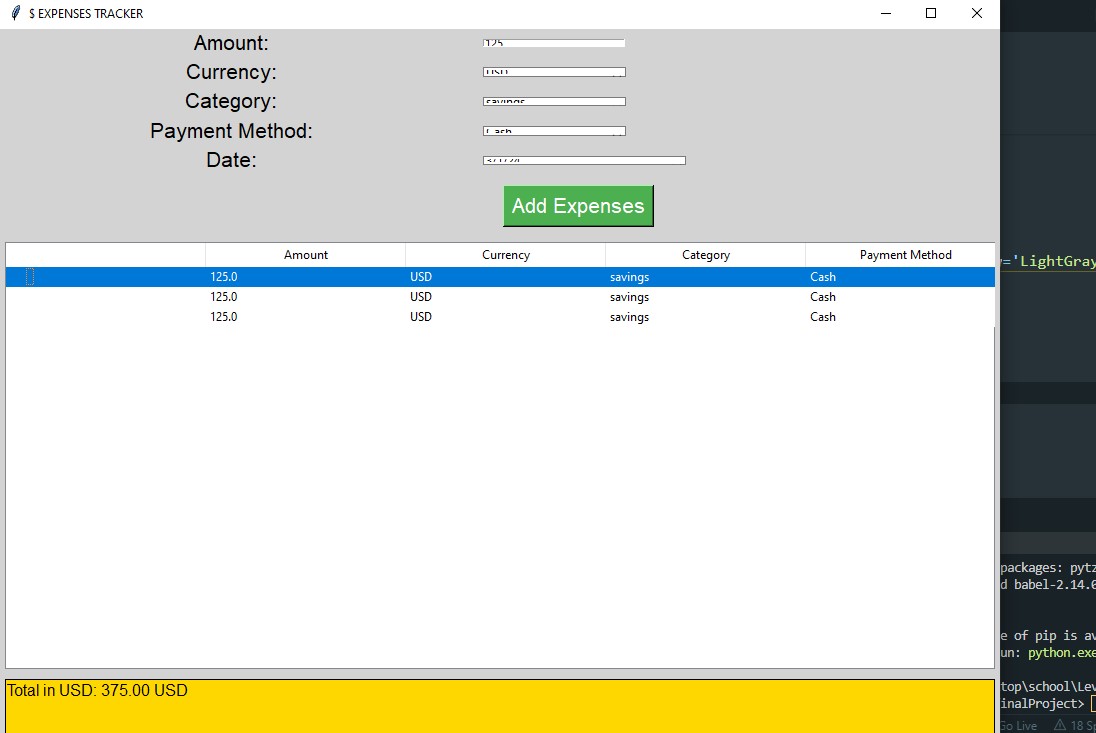 $ EXPENSES TRACKER
Amount:
125
Currency:
USD
Category:
savings
Payment Method:
Cash
Date:
Add Expenses
Amount Currency Category Payment Method
125.0 USD savings Cash
125.0 USD savings Cash
125.0 USD savings Cash
Total in USD: 375.00 USD
='LightGray
packages: pytz
d babel-2.14.0
e of pip is av
un: python.exe
top\school\Lev
inalProject>
Go Live 18 Sp